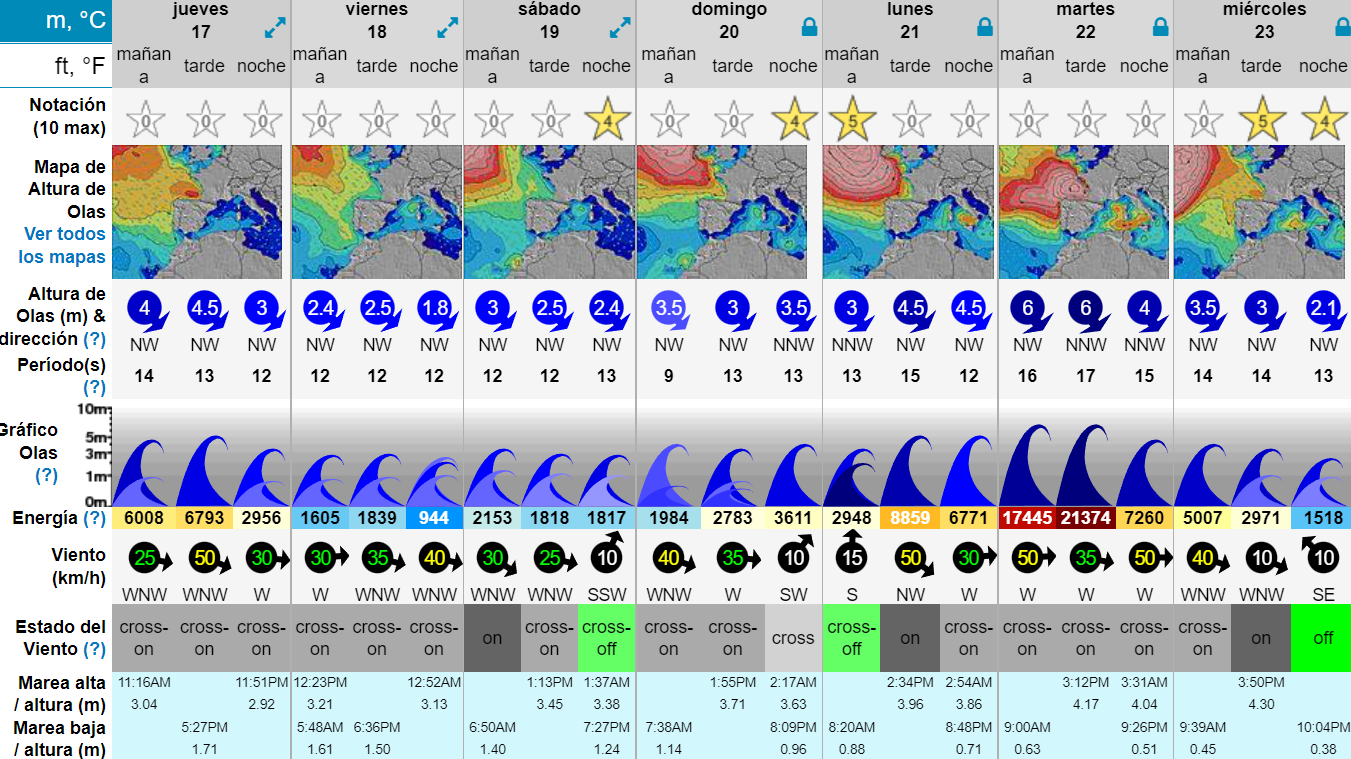 m, °C
ft, °F
jueves viernes sábado domingo lunes martes miércoles
17 18 19 20 21 22 23
mañana tarde noche mañana tarde noche mañana tarde noche mañana tarde noche mañana tarde noche mañana tarde noche mañana tarde noche
Notación
(10 max)
0 0 0 0 0 0 0 0 4 0 0 4 5 0 0 0 0 0 0 5 4
Mapa de
Altura de
Olas
Ver todos
los mapas
Altura de
Olas (m) &
dirección (?)
4 4.5 3 2.4 2.5 1.8 3 2.5 2.4 3.5 3 3.5 3 4.5 4.5 6 6 4 3.5 3 2.1
NW NW NW NW NW NW NW NW NW NW NW NNW NNW NW NW NW NNW NNW NW NW NW
Período(s)
(?)
14 13 12 12 12 12 12 12 13 9 13 13 13 15 12 16 17 15 14 14 13
Gráfico
Olas
(?)
10m
5m
3m
1m
0m
Energía (?)
6008 6793 2956 1605 1839 944 2153 1818 1817 1984 2783 3611 2948 8859 6771 17445 21374 7260 5007 2971 1518
Viento
(km/h)
25 50 30 30 35 40 30 25 10 40 35 10 15 50 30 50 35 50 40 10 10
WNW WNW W W WNW WNW WNW WNW SSW WNW W SW S NW W W W W WNW WNW SE
Estado del
Viento (?)
cross-on cross-on cross-on cross-on cross-on cross-on on cross-on cross-off cross-on cross-on cross cross-off on cross-on cross-on cross-on cross-on cross-on on off
Marea alta
/ altura (m)
11:16AM 11:51PM 12:23PM 12:52AM 1:13PM 1:37AM 1:55PM 2:17AM 2:34PM 2:54AM 3:12PM 3:31AM 3:50PM
3.04 2.92 3.21 3.13 3.45 3.38 3.71 3.63 3.96 3.86 4.17 4.04 4.30
Marea baja
/ altura (m)
5:27PM 5:48AM 6:36PM 6:50AM 7:27PM 7:38AM 8:09PM 8:20AM 8:48PM 9:00AM 9:26PM 9:39AM 10:04PM
1.71 1.61 1.50 1.40 1.24 1.14 0.96 0.88 0.71 0.63 0.51 0.45 0.38